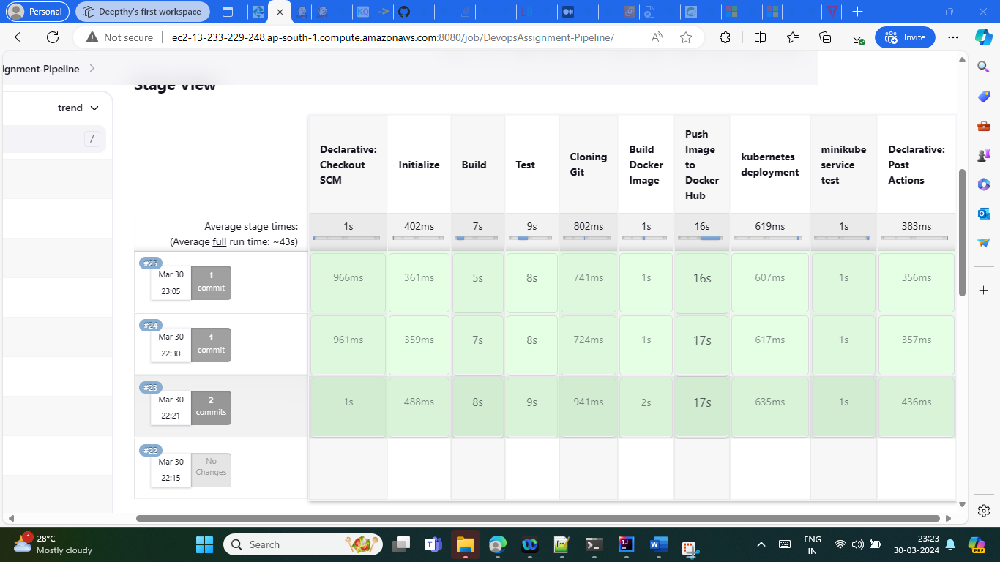 Personal
Deepthy's first workspace
Not secure
ec2-13-233-229-248.ap-south-1.compute.amazonaws.com:8080/job/DevopsAssignment-Pipeline/
Invite
ignment-Pipeline
Stage View
trend
/
Declarative:
Checkout
SCM
Initialize
Build
Test
Cloning
Git
Build
Docker
Image
Push
Image
to
Docker
Hub
kubernetes
deployment
minikube
service
test
Declarative:
Post
Actions
Average stage times:
(Average full run time: ~43s)
1s
402ms
7s
9s
802ms
1s
16s
619ms
1s
383ms
#25
Mar 30
23:05
1
commit
966ms
361ms
5s
8s
741ms
1s
16s
607ms
1s
356ms
#24
Mar 30
22:30
1
commit
961ms
359ms
7s
8s
724ms
1s
17s
617ms
1s
357ms
#23
Mar 30
22:21
2
commits
1s
488ms
8s
9s
941ms
2s
17s
635ms
1s
436ms
#22
Mar 30
22:15
No
Changes
1
28°C
Mostly cloudy
Search
ENG
IN
23:23
30-03-2024
PRE